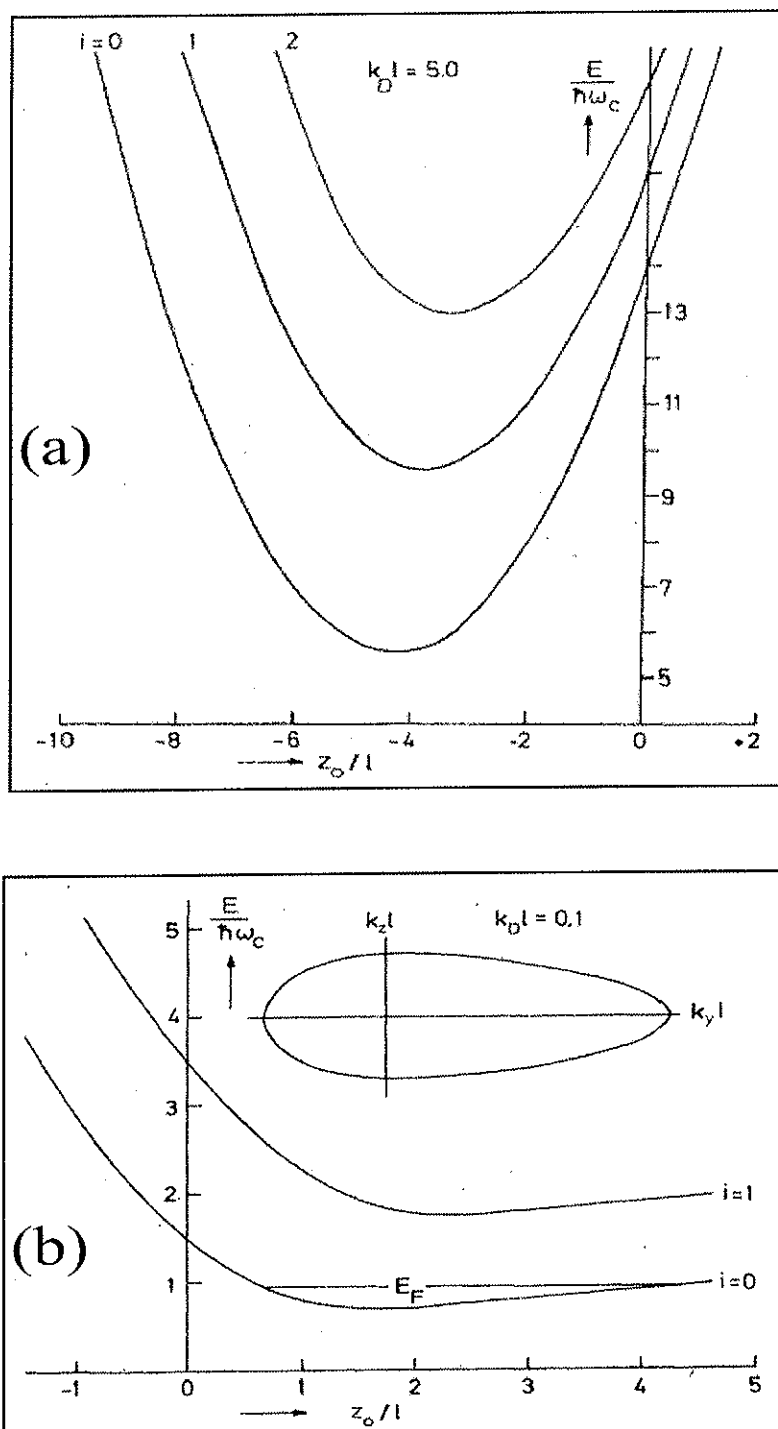 i=0 1 2
k_D l = 5.0
E/ħω_c
(a)
13
11
9
7
5
-10 -8 -6 -4 -2 0 +2
z_o/l
E/ħω_c
k_z l
k_D l = 0.1
k_y l
5
4
3
2
1
i=1
(b)
E_F
i=0
-1 0 1 2 3 4 5
z_o/l